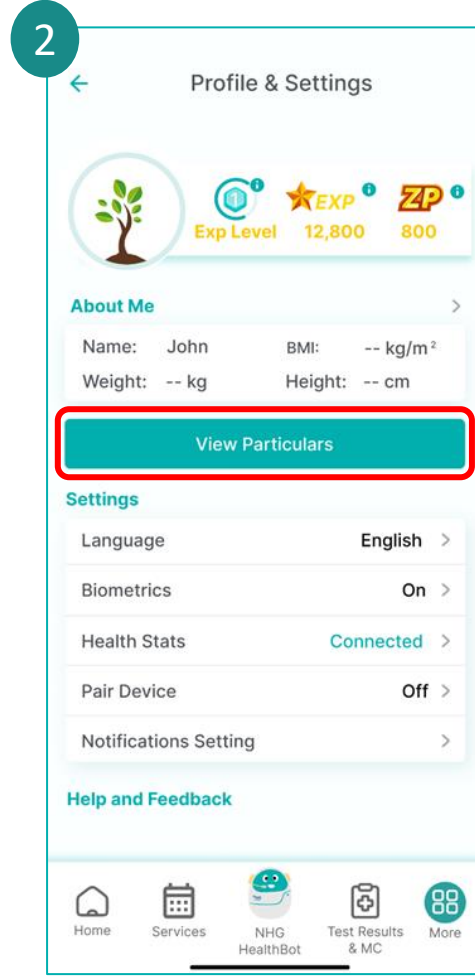 2
Profile & Settings
1
EXP
ZP
Exp Level 12,800 800
About Me
Name: John BMI: -- kg/m²
Weight: -- kg Height: -- cm
View Particulars
Settings
Language English
Biometrics On
Health Stats Connected
Pair Device Off
Notifications Setting
Help and Feedback
Home Services NHG HealthBot Test Results & MC More